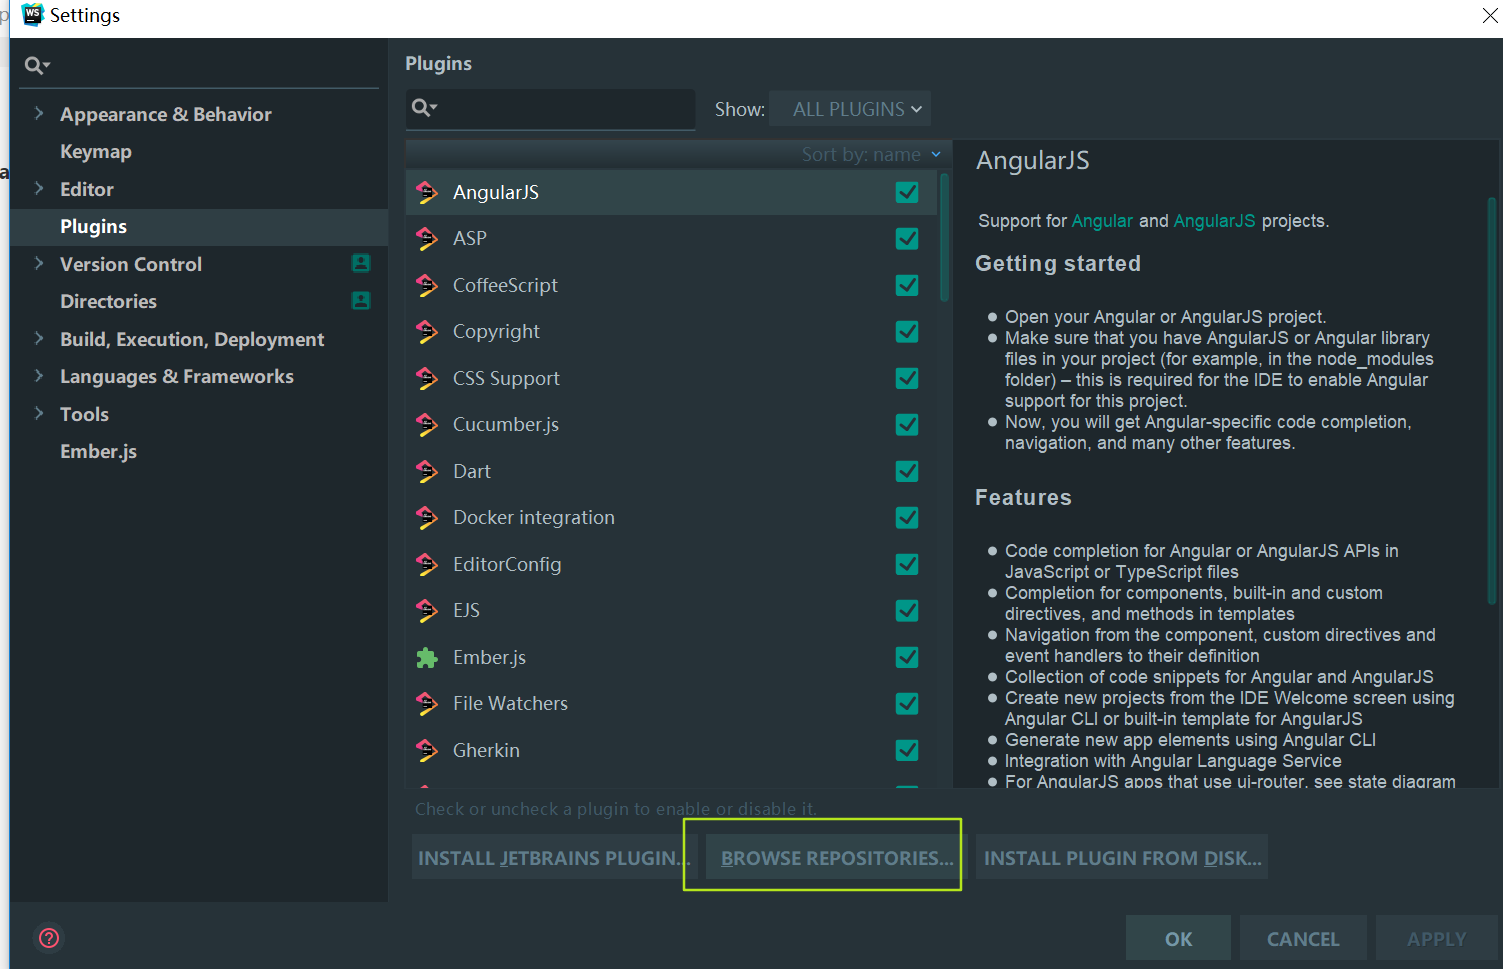 WS Settings
Appearance & Behavior
Keymap
Editor
Plugins
Version Control
Directories
Build, Execution, Deployment
Languages & Frameworks
Tools
Ember.js
Plugins
Show: ALL PLUGINS
Sort by: name
AngularJS
ASP
CoffeeScript
Copyright
CSS Support
Cucumber.js
Dart
Docker integration
EditorConfig
EJS
Ember.js
File Watchers
Gherkin
AngularJS
Support for Angular and AngularJS projects.
Getting started
● Open your Angular or AngularJS project.
● Make sure that you have AngularJS or Angular library
files in your project (for example, in the node_modules
folder) – this is required for the IDE to enable Angular
support for this project.
● Now, you will get Angular-specific code completion,
navigation, and many other features.
Features
● Code completion for Angular or AngularJS APIs in
JavaScript or TypeScript files
● Completion for components, built-in and custom
directives, and methods in templates
● Navigation from the component, custom directives and
event handlers to their definition
● Collection of code snippets for Angular and AngularJS
● Create new projects from the IDE Welcome screen using
Angular CLI or built-in template for AngularJS
● Generate new app elements using Angular CLI
● Integration with Angular Language Service
● For AngularJS apps that use ui-router, see state diagram
Check or uncheck a plugin to enable or disable it.
INSTALL JETBRAINS PLUGIN...
BROWSE REPOSITORIES...
INSTALL PLUGIN FROM DISK...
?
OK
CANCEL
APPLY